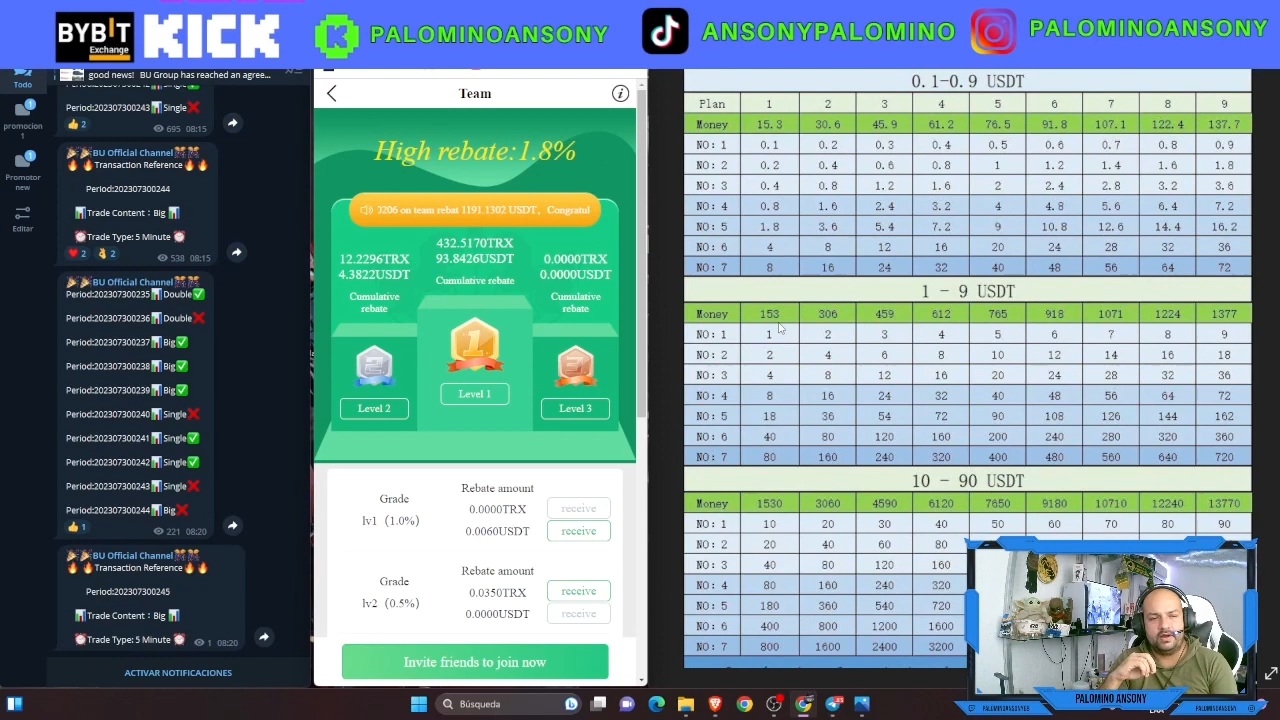 BYBIT
Exchange
KICK
PALOMINOANSONY
ANSONYPALOMINO
PALOMINOANSONY
Todo
promocion
1
Promotor
new
Editar
good news! BU Group has reached an agree...
Period:202307300243📊Single❌
👍 2
695 08:15
🎉🎉BU Official Channel🎊🎊
🔥🔥Transaction Reference🔥🔥
Period:202307300244
📊Trade Content：Big 📊
⏰Trade Type: 5 Minute ⏰
❤ 2 ✌ 2
538 08:15
🎉🎉BU Official Channel🎊🎊
Period:202307300235📊Double✅
Period:202307300236📊Double❌
Period:202307300237📊Big✅
Period:202307300238📊Big✅
Period:202307300239📊Big✅
Period:202307300240📊Single❌
Period:202307300241📊Single✅
Period:202307300242📊Single✅
Period:202307300243📊Single❌
Period:202307300244📊Big❌
👍 1
221 08:20
🎉🎉BU Official Channel🎊🎊
🔥🔥Transaction Reference🔥🔥
Period:202307300245
📊Trade Content：Big 📊
⏰Trade Type: 5 Minute ⏰
1 08:20
ACTIVAR NOTIFICACIONES
Team
High rebate:1.8%
0206 on team rebat 1191.1302 USDT， Congratul
12.2296TRX
4.3822USDT
Cumulative
rebate
432.5170TRX
93.8426USDT
Cumulative rebate
0.0000TRX
0.0000USDT
Cumulative
rebate
2
1
3
Level 2
Level 1
Level 3
Grade
lv1（1.0%）
Rebate amount
0.0000TRX receive
0.0060USDT receive
Grade
lv2（0.5%）
Rebate amount
0.0350TRX receive
0.0000USDT receive
Invite friends to join now
0.1-0.9 USDT
Plan 1 2 3 4 5 6 7 8 9
Money 15.3 30.6 45.9 61.2 76.5 91.8 107.1 122.4 137.7
NO: 1 0.1 0.2 0.3 0.4 0.5 0.6 0.7 0.8 0.9
NO: 2 0.2 0.4 0.6 0.8 1 1.2 1.4 1.6 1.8
NO: 3 0.4 0.8 1.2 1.6 2 2.4 2.8 3.2 3.6
NO: 4 0.8 1.6 2.4 3.2 4 4.8 5.6 6.4 7.2
NO: 5 1.8 3.6 5.4 7.2 9 10.8 12.6 14.4 16.2
NO: 6 4 8 12 16 20 24 28 32 36
NO: 7 8 16 24 32 40 48 56 64 72
1 - 9 USDT
Money 153 306 459 612 765 918 1071 1224 1377
NO: 1 1 2 3 4 5 6 7 8 9
NO: 2 2 4 6 8 10 12 14 16 18
NO: 3 4 8 12 16 20 24 28 32 36
NO: 4 8 16 24 32 40 48 56 64 72
NO: 5 18 36 54 72 90 108 126 144 162
NO: 6 40 80 120 160 200 240 280 320 360
NO: 7 80 160 240 320 400 480 560 640 720
10 - 90 USDT
Money 1530 3060 4590 6120 7650 9180 10710 12240 13770
NO: 1 10 20 30 40 50 60 70 80 90
NO: 2 20 40 60 80
NO: 3 40 80 120 160
NO: 4 80 160 240 320
NO: 5 180 360 540 720
NO: 6 400 800 1200 1600
NO: 7 800 1600 2400 3200
PALOMINO ANSONY
Búsqueda